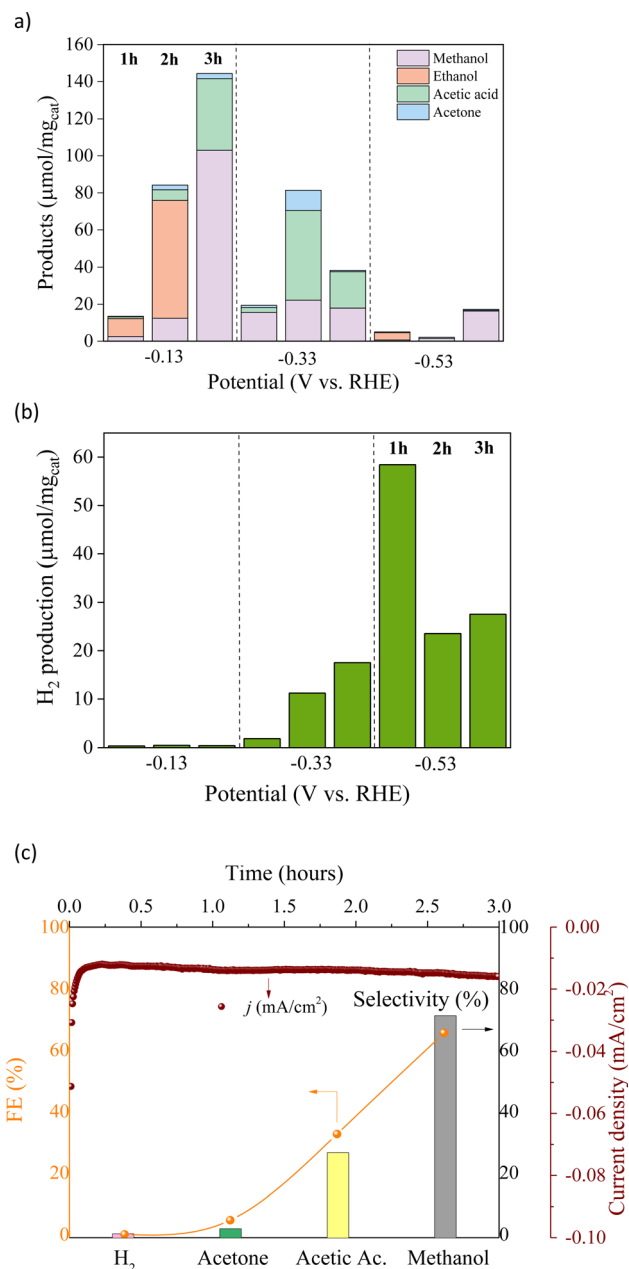 a)
160
140
120
100
80
60
40
20
0
1h 2h 3h
Methanol
Ethanol
Acetic acid
Acetone
Products (μmol/mg_cat)
-0.13 -0.33 -0.53
Potential (V vs. RHE)
(b)
60
50
40
30
20
10
0
1h 2h 3h
H₂ production (μmol/mg_cat)
-0.13 -0.33 -0.53
Potential (V vs. RHE)
(c)
Time (hours)
0.0 0.5 1.0 1.5 2.0 2.5 3.0
100
80
60
40
20
0
FE (%)
j (mA/cm²)
Selectivity (%)
100
80
60
40
20
0
0.00
-0.02
-0.04
-0.06
-0.08
-0.10
Current density (mA/cm²)
H₂ Acetone Acetic Ac. Methanol